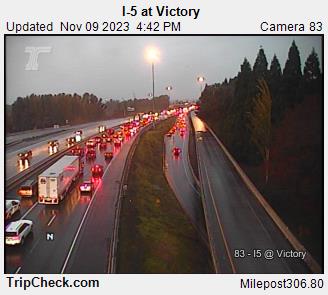 I-5 at Victory
Updated Nov 09 2023 4:42 PM Camera 83
N
83 - I5 @ Victory
TripCheck.com Milepost306.80